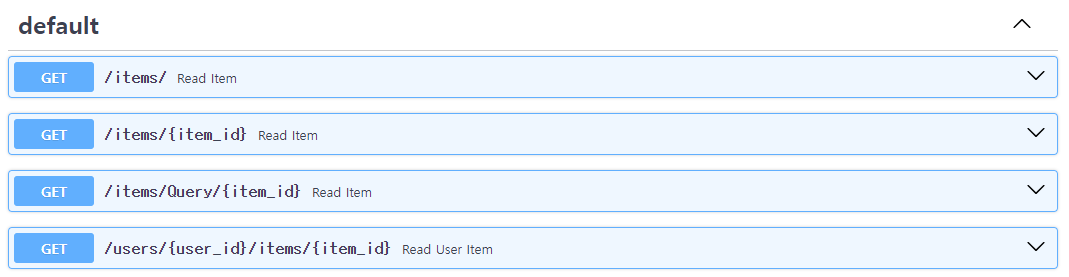 default
GET /items/ Read Item
GET /items/{item_id} Read Item
GET /items/Query/{item_id} Read Item
GET /users/{user_id}/items/{item_id} Read User Item